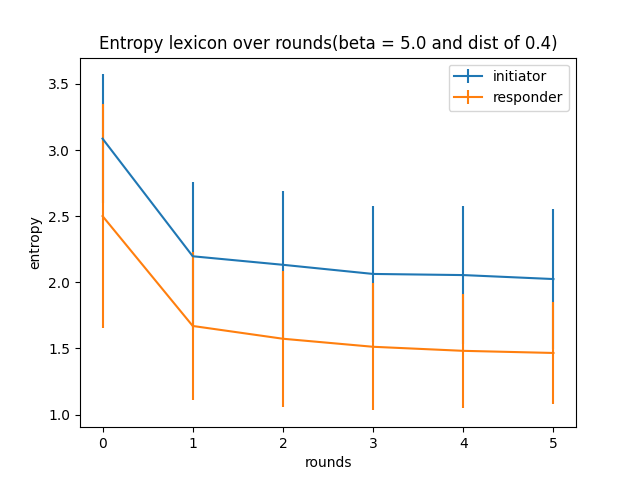 Entropy lexicon over rounds(beta = 5.0 and dist of 0.4)
initiator
responder
3.5
3.0
2.5
2.0
1.5
1.0
entropy
0 1 2 3 4 5
rounds